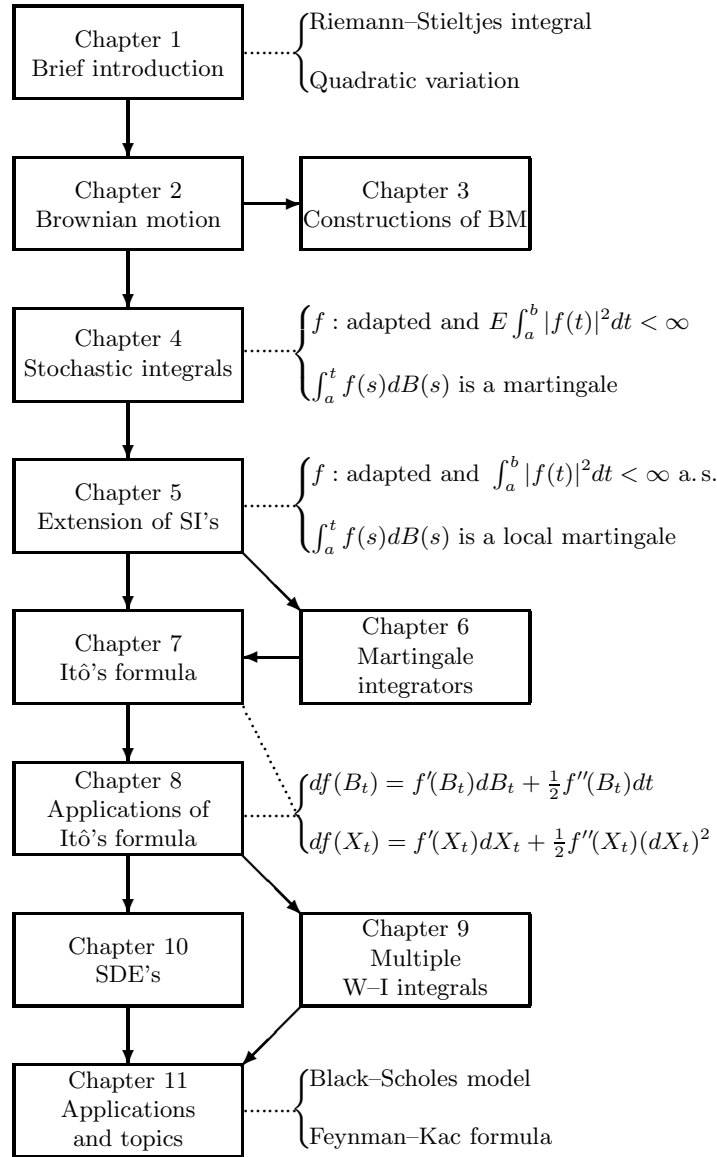 Chapter 1
Brief introduction
Riemann–Stieltjes integral
Quadratic variation
Chapter 2
Brownian motion
Chapter 3
Constructions of BM
Chapter 4
Stochastic integrals
f : adapted and E ∫_a^b |f(t)|^2 dt < ∞
∫_a^t f(s)dB(s) is a martingale
Chapter 5
Extension of SI's
f : adapted and ∫_a^b |f(t)|^2 dt < ∞ a.s.
∫_a^t f(s)dB(s) is a local martingale
Chapter 7
Itô's formula
Chapter 6
Martingale
integrators
Chapter 8
Applications of
Itô's formula
df(B_t) = f'(B_t)dB_t + 1/2 f''(B_t)dt
df(X_t) = f'(X_t)dX_t + 1/2 f''(X_t)(dX_t)^2
Chapter 10
SDE's
Chapter 9
Multiple
W–I integrals
Chapter 11
Applications
and topics
Black–Scholes model
Feynman–Kac formula